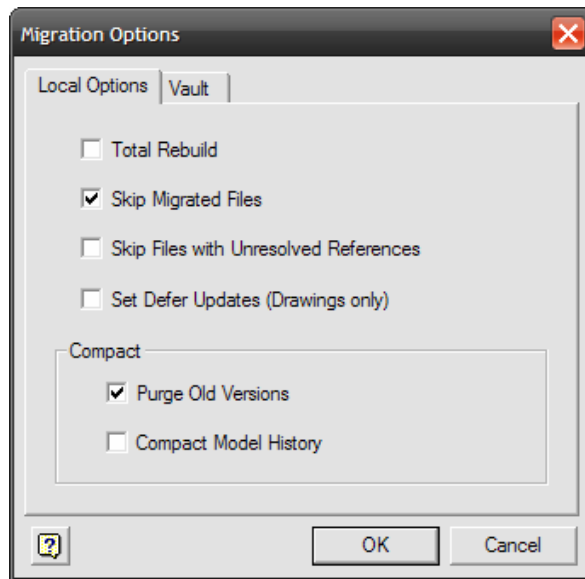 Migration Options
Local Options Vault
Total Rebuild
Skip Migrated Files
Skip Files with Unresolved References
Set Defer Updates (Drawings only)
Compact
Purge Old Versions
Compact Model History
? OK Cancel